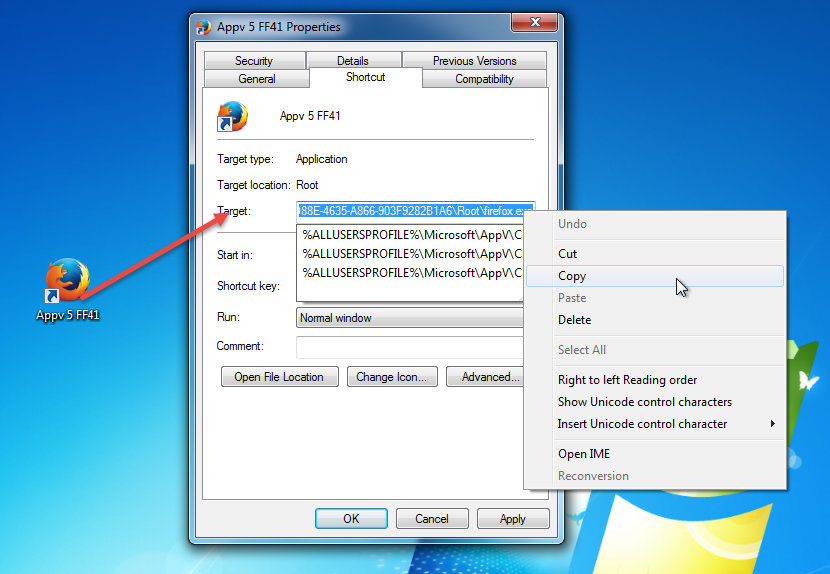 Appv 5 FF41 Properties
Security Details Previous Versions
General Shortcut Compatibility
Appv 5 FF41
Target type: Application
Target location: Root
Target: 88E-4635-A866-903F9282B1A6\Root\firefox.exe
%ALLUSERSPROFILE%\Microsoft\AppV\C
%ALLUSERSPROFILE%\Microsoft\AppV\C
%ALLUSERSPROFILE%\Microsoft\AppV\C
Start in:
Shortcut key:
Run: Normal window
Comment:
Open File Location Change Icon... Advanced...
OK Cancel Apply
Appv 5 FF41
Undo
Cut
Copy
Paste
Delete
Select All
Right to left Reading order
Show Unicode control characters
Insert Unicode control character
Open IME
Reconversion